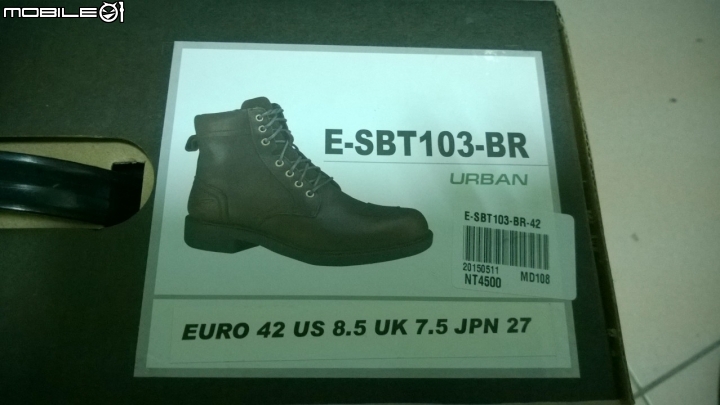 MOBILE01
E-SBT103-BR
URBAN
E-SBT103-BR-42
20150511 MD108
NT4500
EURO 42 US 8.5 UK 7.5 JPN 27